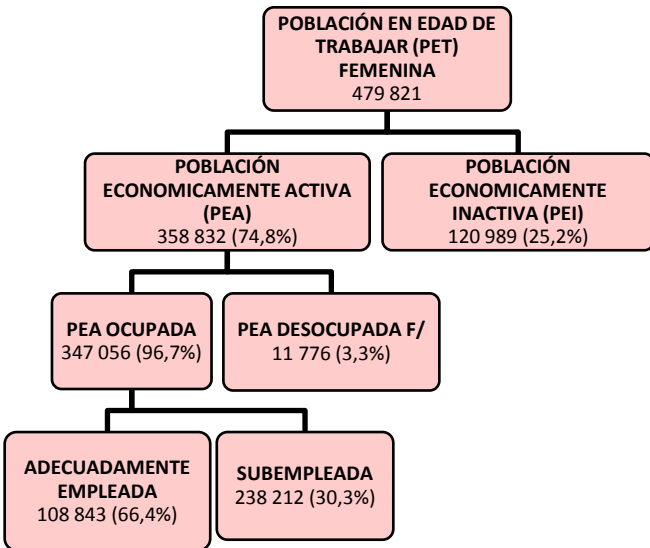 POBLACIÓN EN EDAD DE
TRABAJAR (PET)
FEMENINA
479 821
POBLACIÓN
ECONOMICAMENTE ACTIVA
(PEA)
358 832 (74,8%)
POBLACIÓN
ECONOMICAMENTE
INACTIVA (PEI)
120 989 (25,2%)
PEA OCUPADA
347 056 (96,7%)
PEA DESOCUPADA F/
11 776 (3,3%)
ADECUADAMENTE
EMPLEADA
108 843 (66,4%)
SUBEMPLEADA
238 212 (30,3%)